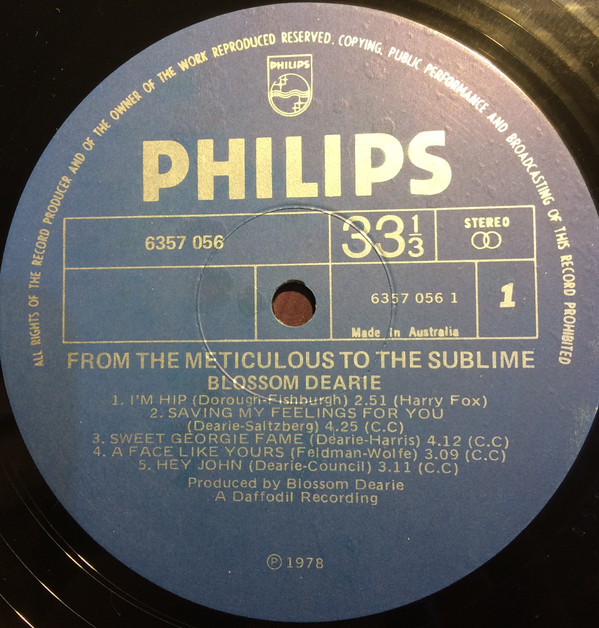 ALL RIGHTS OF THE RECORD PRODUCER AND OF THE OWNER OF THE WORK REPRODUCED RESERVED. COPYING, PUBLIC PERFORMANCE AND BROADCASTING OF THIS RECORD PROHIBITED
PHILIPS
PHILIPS
6357 056
33 1/3
STEREO
6357 056 1
1
Made in Australia
FROM THE METICULOUS TO THE SUBLIME
BLOSSOM DEARIE
1. I'M HIP (Dorough-Fishburgh) 2.51 (Harry Fox)
2. SAVING MY FEELINGS FOR YOU
(Dearie-Saltzberg) 4.25 (C.C)
3. SWEET GEORGIE FAME (Dearie-Harris) 4.12 (C.C)
4. A FACE LIKE YOURS (Feldman-Wolfe) 3.09 (C.C)
5. HEY JOHN (Dearie-Council) 3.11 (C.C)
Produced by Blossom Dearie
A Daffodil Recording
Ⓟ 1978